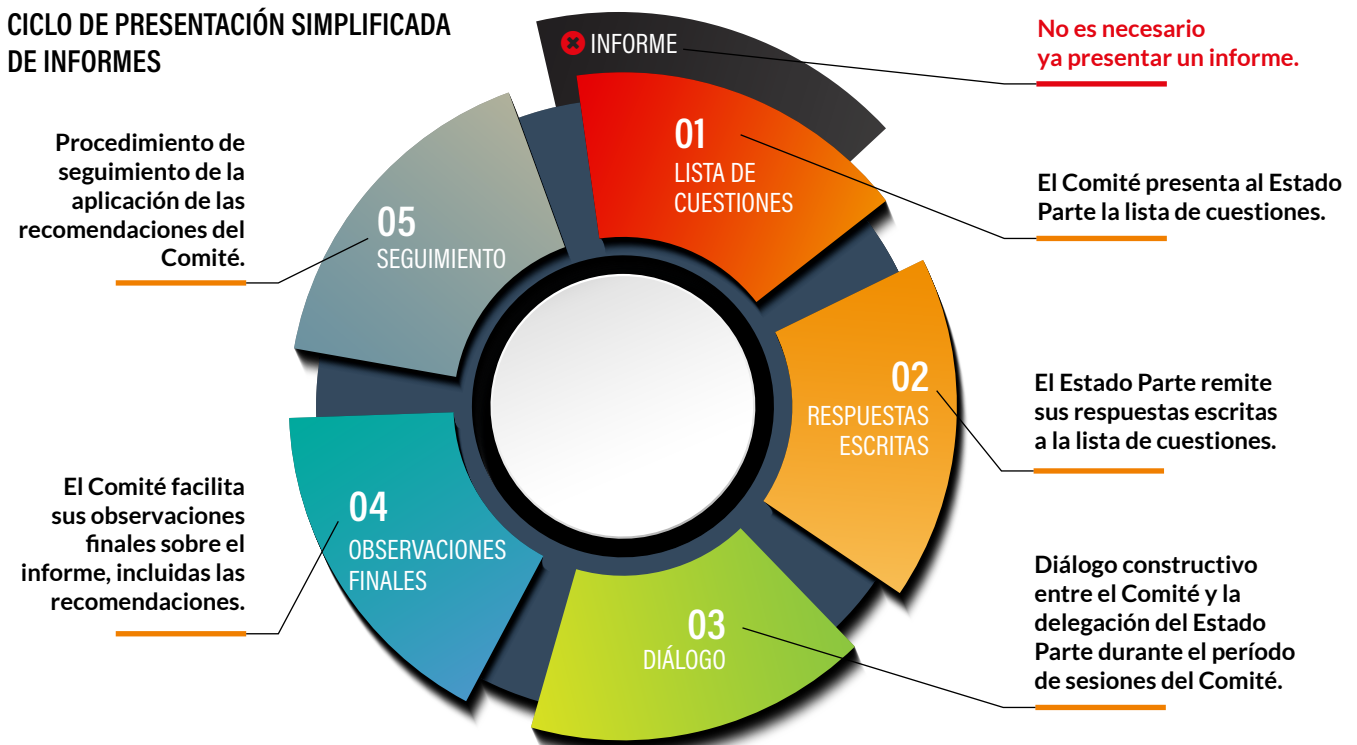 CICLO DE PRESENTACIÓN SIMPLIFICADA
DE INFORMES
INFORME
No es necesario
ya presentar un informe.
01
LISTA DE
CUESTIONES
El Comité presenta al Estado
Parte la lista de cuestiones.
02
RESPUESTAS
ESCRITAS
El Estado Parte remite
sus respuestas escritas
a la lista de cuestiones.
03
DIÁLOGO
Diálogo constructivo
entre el Comité y la
delegación del Estado
Parte durante el período
de sesiones del Comité.
04
OBSERVACIONES
FINALES
El Comité facilita
sus observaciones
finales sobre el
informe, incluidas las
recomendaciones.
05
SEGUIMIENTO
Procedimiento de
seguimiento de la
aplicación de las
recomendaciones del
Comité.